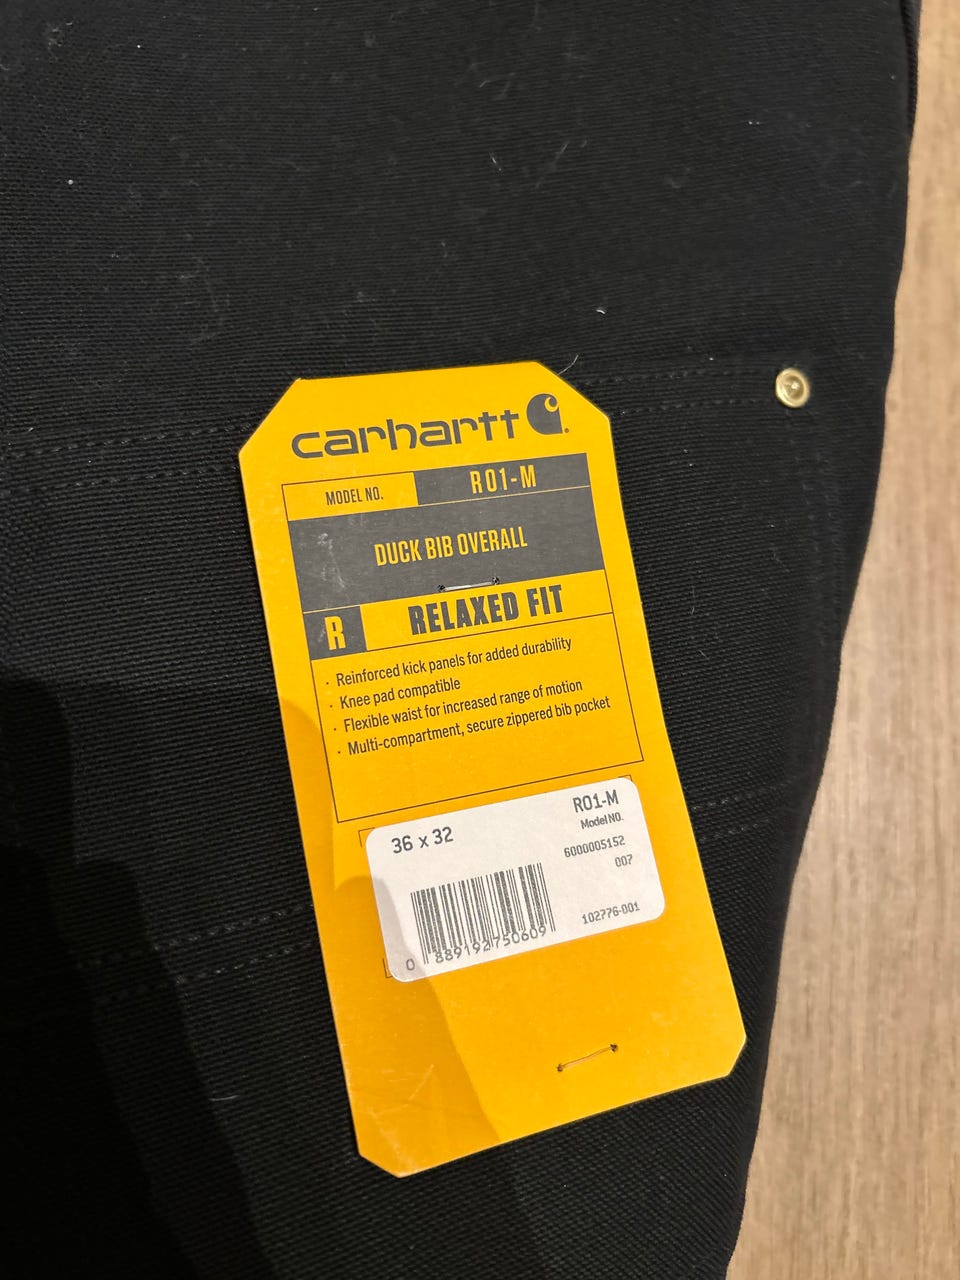 carhartt
MODEL NO. R01-M
DUCK BIB OVERALL
R RELAXED FIT
· Reinforced kick panels for added durability
· Knee pad compatible
· Flexible waist for increased range of motion
· Multi-compartment, secure zippered bib pocket
36 x 32 R01-M
Model NO.
6000005152
007
102776-001
0 889192750609